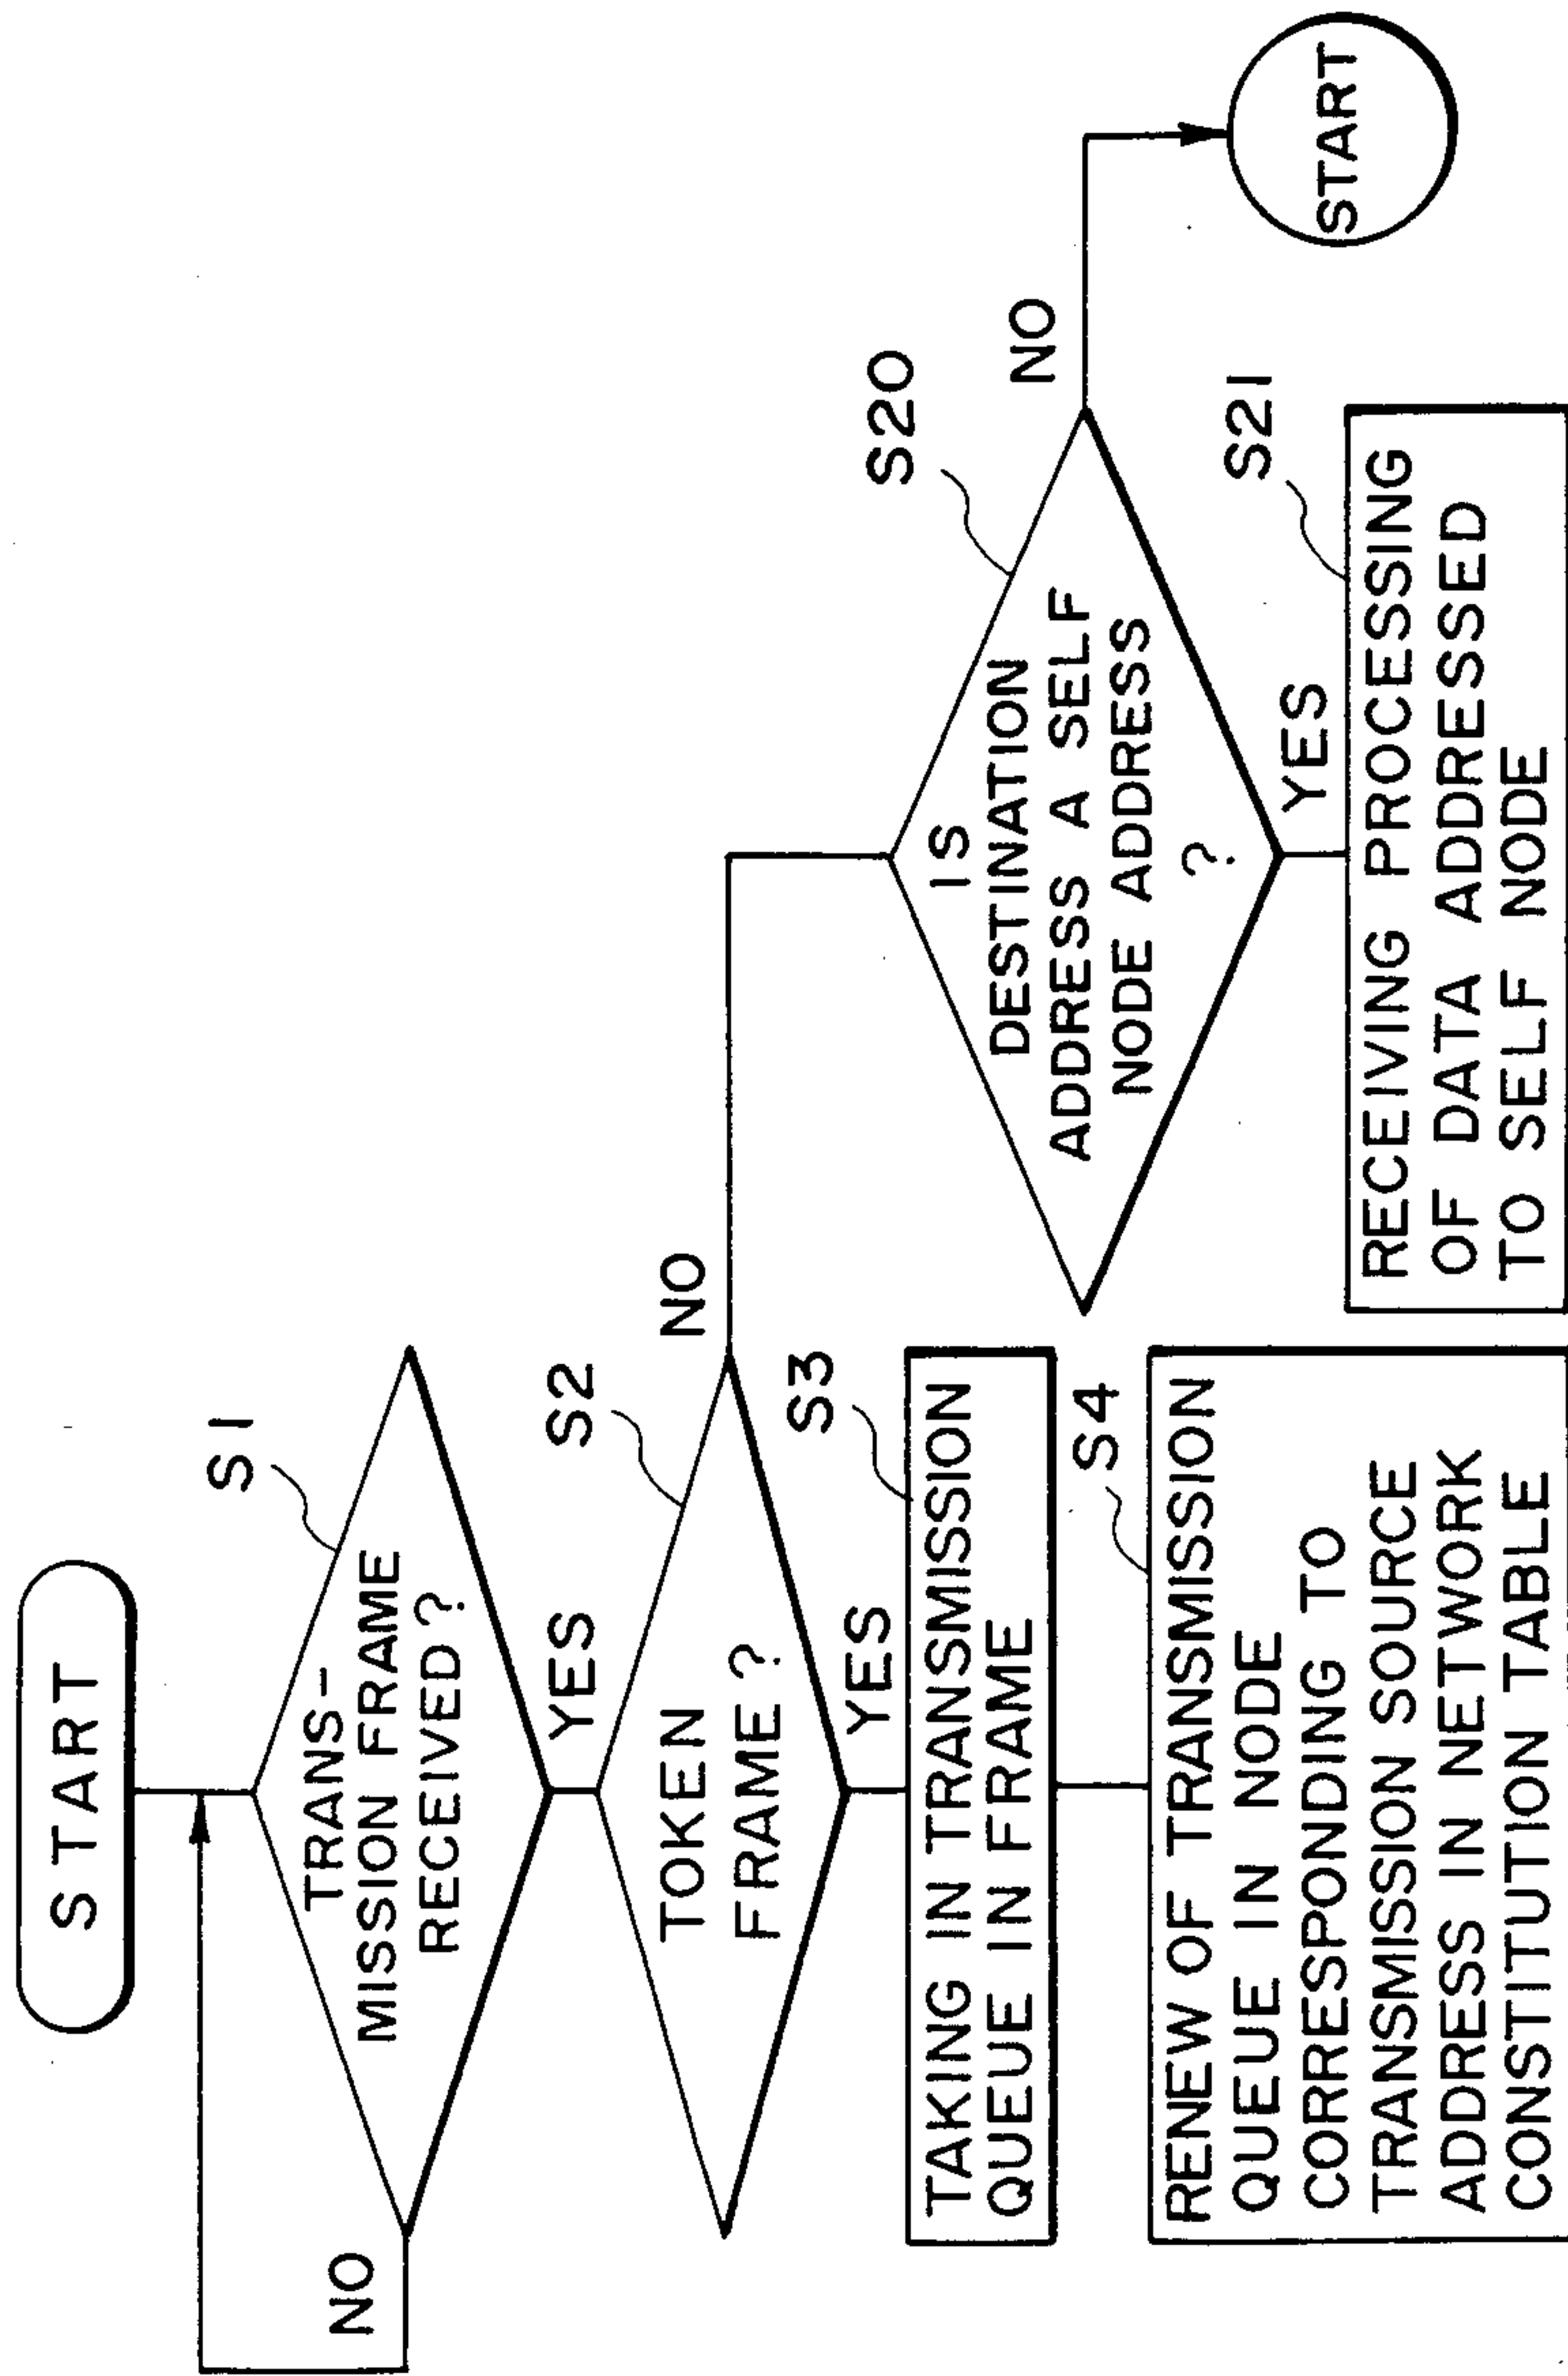 START
S1
TRANS-
MISSION FRAME
RECEIVED?
NO
YES
S2
TOKEN
FRAME?
NO
YES
S3
TAKING IN TRANSMISSION
QUEUE IN FRAME
S4
RENEW OF TRANSMISSION
QUEUE IN NODE
CORRESPONDING TO
TRANSMISSION SOURCE
ADDRESS IN NETWORK
CONSTITUTION TABLE
S20
IS
DESTINATION
ADDRESS A SELF
NODE ADDRESS
?
NO
START
YES
S21
RECEIVING PROCESSING
OF DATA ADDRESSED
TO SELF NODE